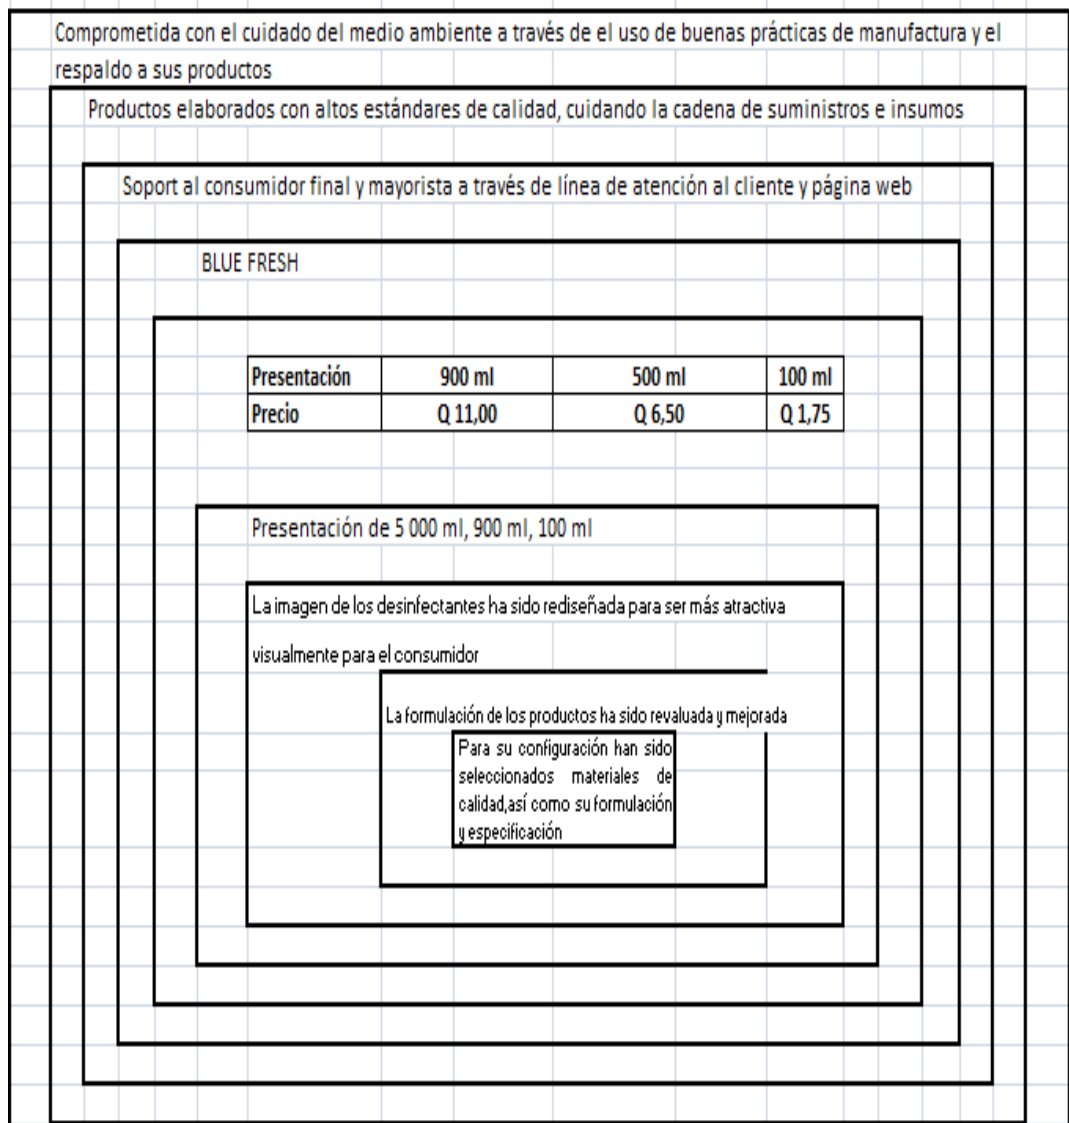 Comprometida con el cuidado del medio ambiente a través de el uso de buenas prácticas de manufactura y el
respaldo a sus productos
Productos elaborados con altos estándares de calidad, cuidando la cadena de suministros e insumos
Soport al consumidor final y mayorista a través de línea de atención al cliente y página web
BLUE FRESH
Presentación 900 ml 500 ml 100 ml
Precio Q 11,00 Q 6,50 Q 1,75
Presentación de 5 000 ml, 900 ml, 100 ml
La imagen de los desinfectantes ha sido rediseñada para ser más atractiva
visualmente para el consumidor
La formulación de los productos ha sido revaluada y mejorada
Para su configuración han sido
seleccionados materiales de
calidad,así como su formulación
y especificación